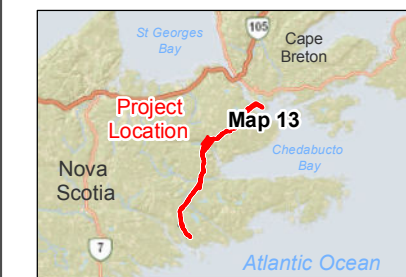 105
St Georges
Bay
Cape
Breton
Project
Location
Map 13
Chedabucto
Bay
Nova
Scotia
7
Atlantic Ocean